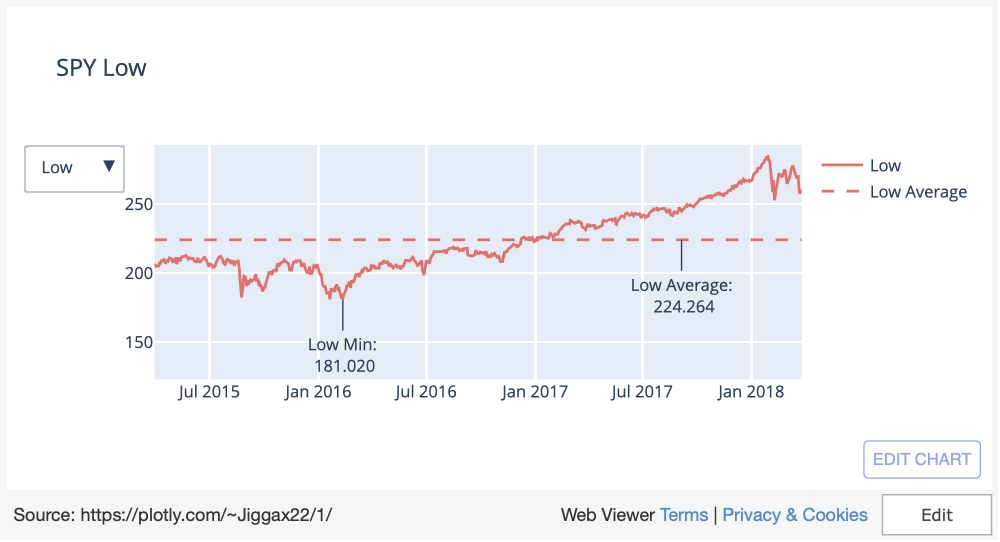 SPY Low
Low ▼
Low
Low Average
250
200
150
Low Average:
224.264
Low Min:
181.020
Jul 2015 Jan 2016 Jul 2016 Jan 2017 Jul 2017 Jan 2018
EDIT CHART
Source: https://plotly.com/~Jiggax22/1/ Web Viewer Terms | Privacy & Cookies Edit